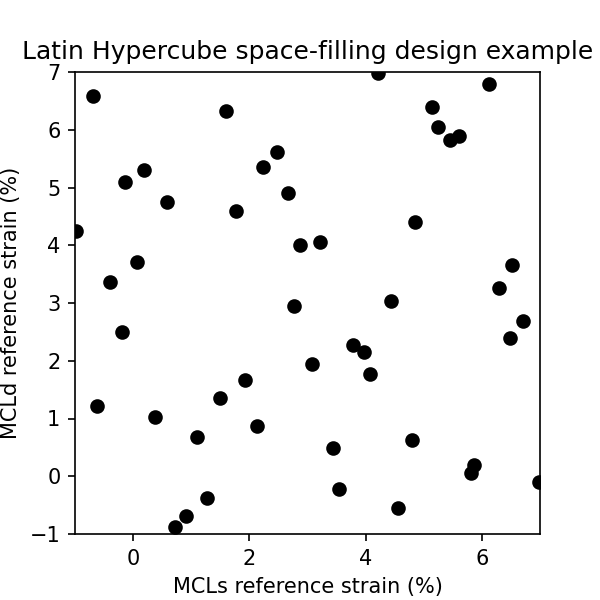 Latin Hypercube space-filling design example
MCLd reference strain (%)
7
6
5
4
3
2
1
0
−1
0 2 4 6
MCLs reference strain (%)